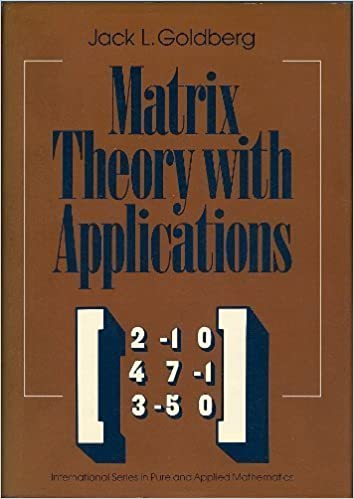 Jack L. Goldberg
Matrix
Theory with
Applications
2 -1 0
4 7 -1
3 -5 0
International Series in Pure and Applied Mathematics